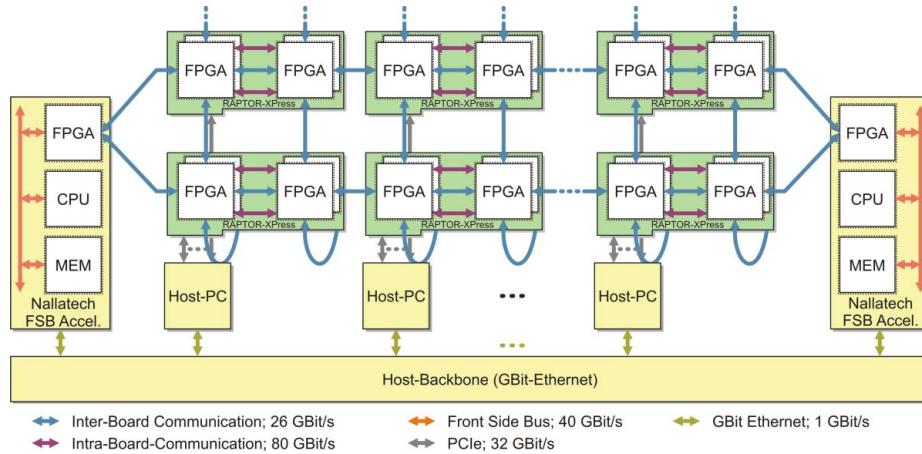 FPGA FPGA FPGA FPGA FPGA FPGA
RAPTOR-XPress RAPTOR-XPress RAPTOR-XPress
FPGA FPGA
FPGA FPGA FPGA FPGA FPGA FPGA
CPU CPU
RAPTOR-XPress RAPTOR-XPress RAPTOR-XPress
MEM MEM
Host-PC Host-PC Host-PC
Nallatech Nallatech
FSB Accel. FSB Accel.
Host-Backbone (GBit-Ethernet)
Inter-Board Communication; 26 GBit/s Front Side Bus; 40 GBit/s GBit Ethernet; 1 GBit/s
Intra-Board-Communication; 80 GBit/s PCIe; 32 GBit/s